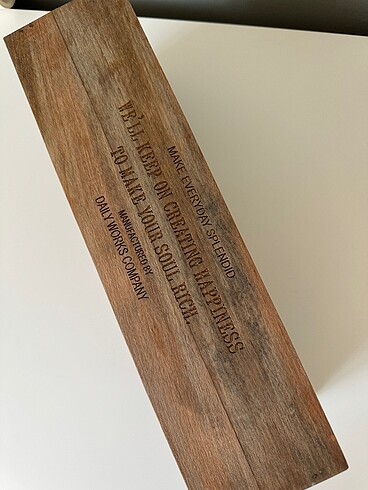 MAKE EVERYDAY SPLENDID
WE'LL KEEP ON CREATING HAPPINESS
TO MAKE YOUR SOUL RICH.
MANUFACTURED BY
DAILY WORKS COMPANY